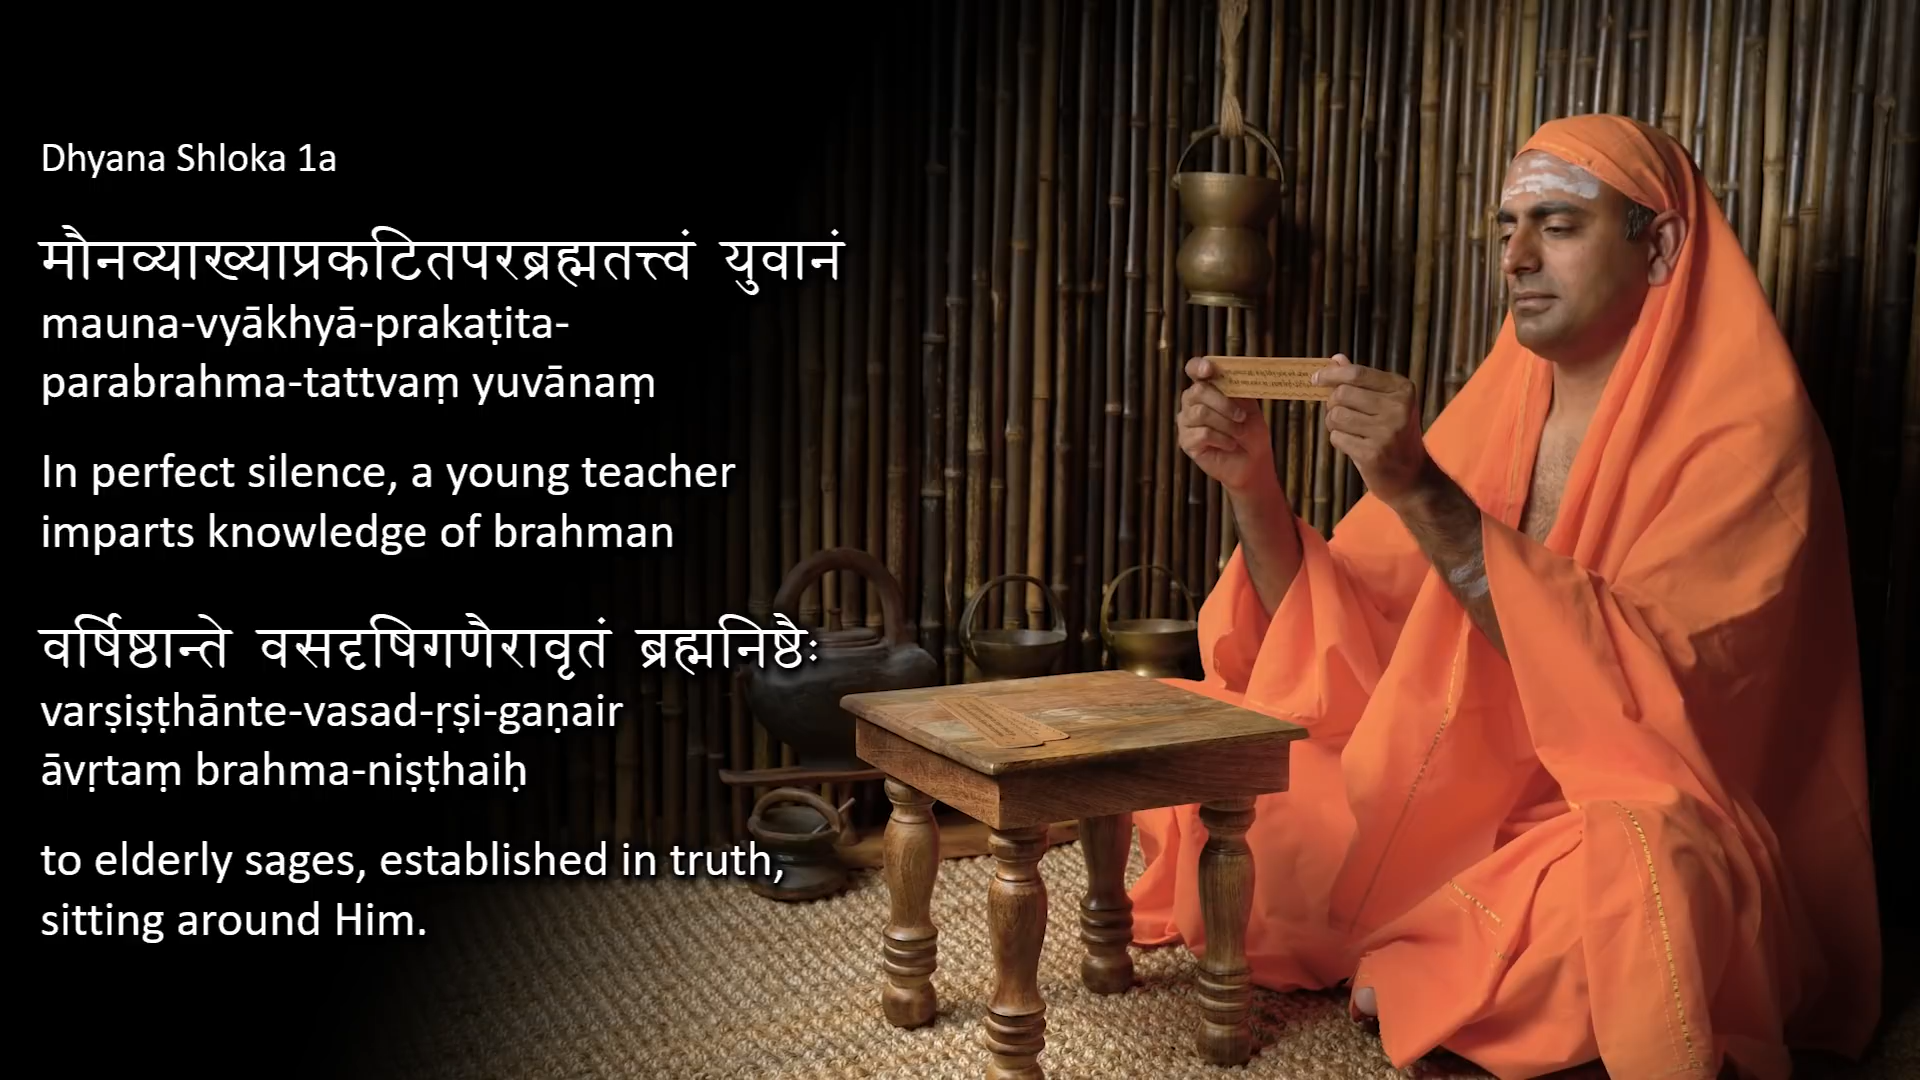 Dhyana Shloka 1a
मौनव्याख्याप्रकटितपरब्रह्मतत्त्वं युवानं
mauna-vyākhyā-prakaṭita-
parabrahma-tattvaṃ yuvānaṃ
In perfect silence, a young teacher
imparts knowledge of brahman
वर्षिष्ठान्ते वसदृषिगणैरावृतं ब्रह्मनिष्ठैः
varṣiṣṭhānte-vasad-ṛṣi-gaṇair
āvṛtaṃ brahma-niṣṭhaiḥ
to elderly sages, established in truth,
sitting around Him.